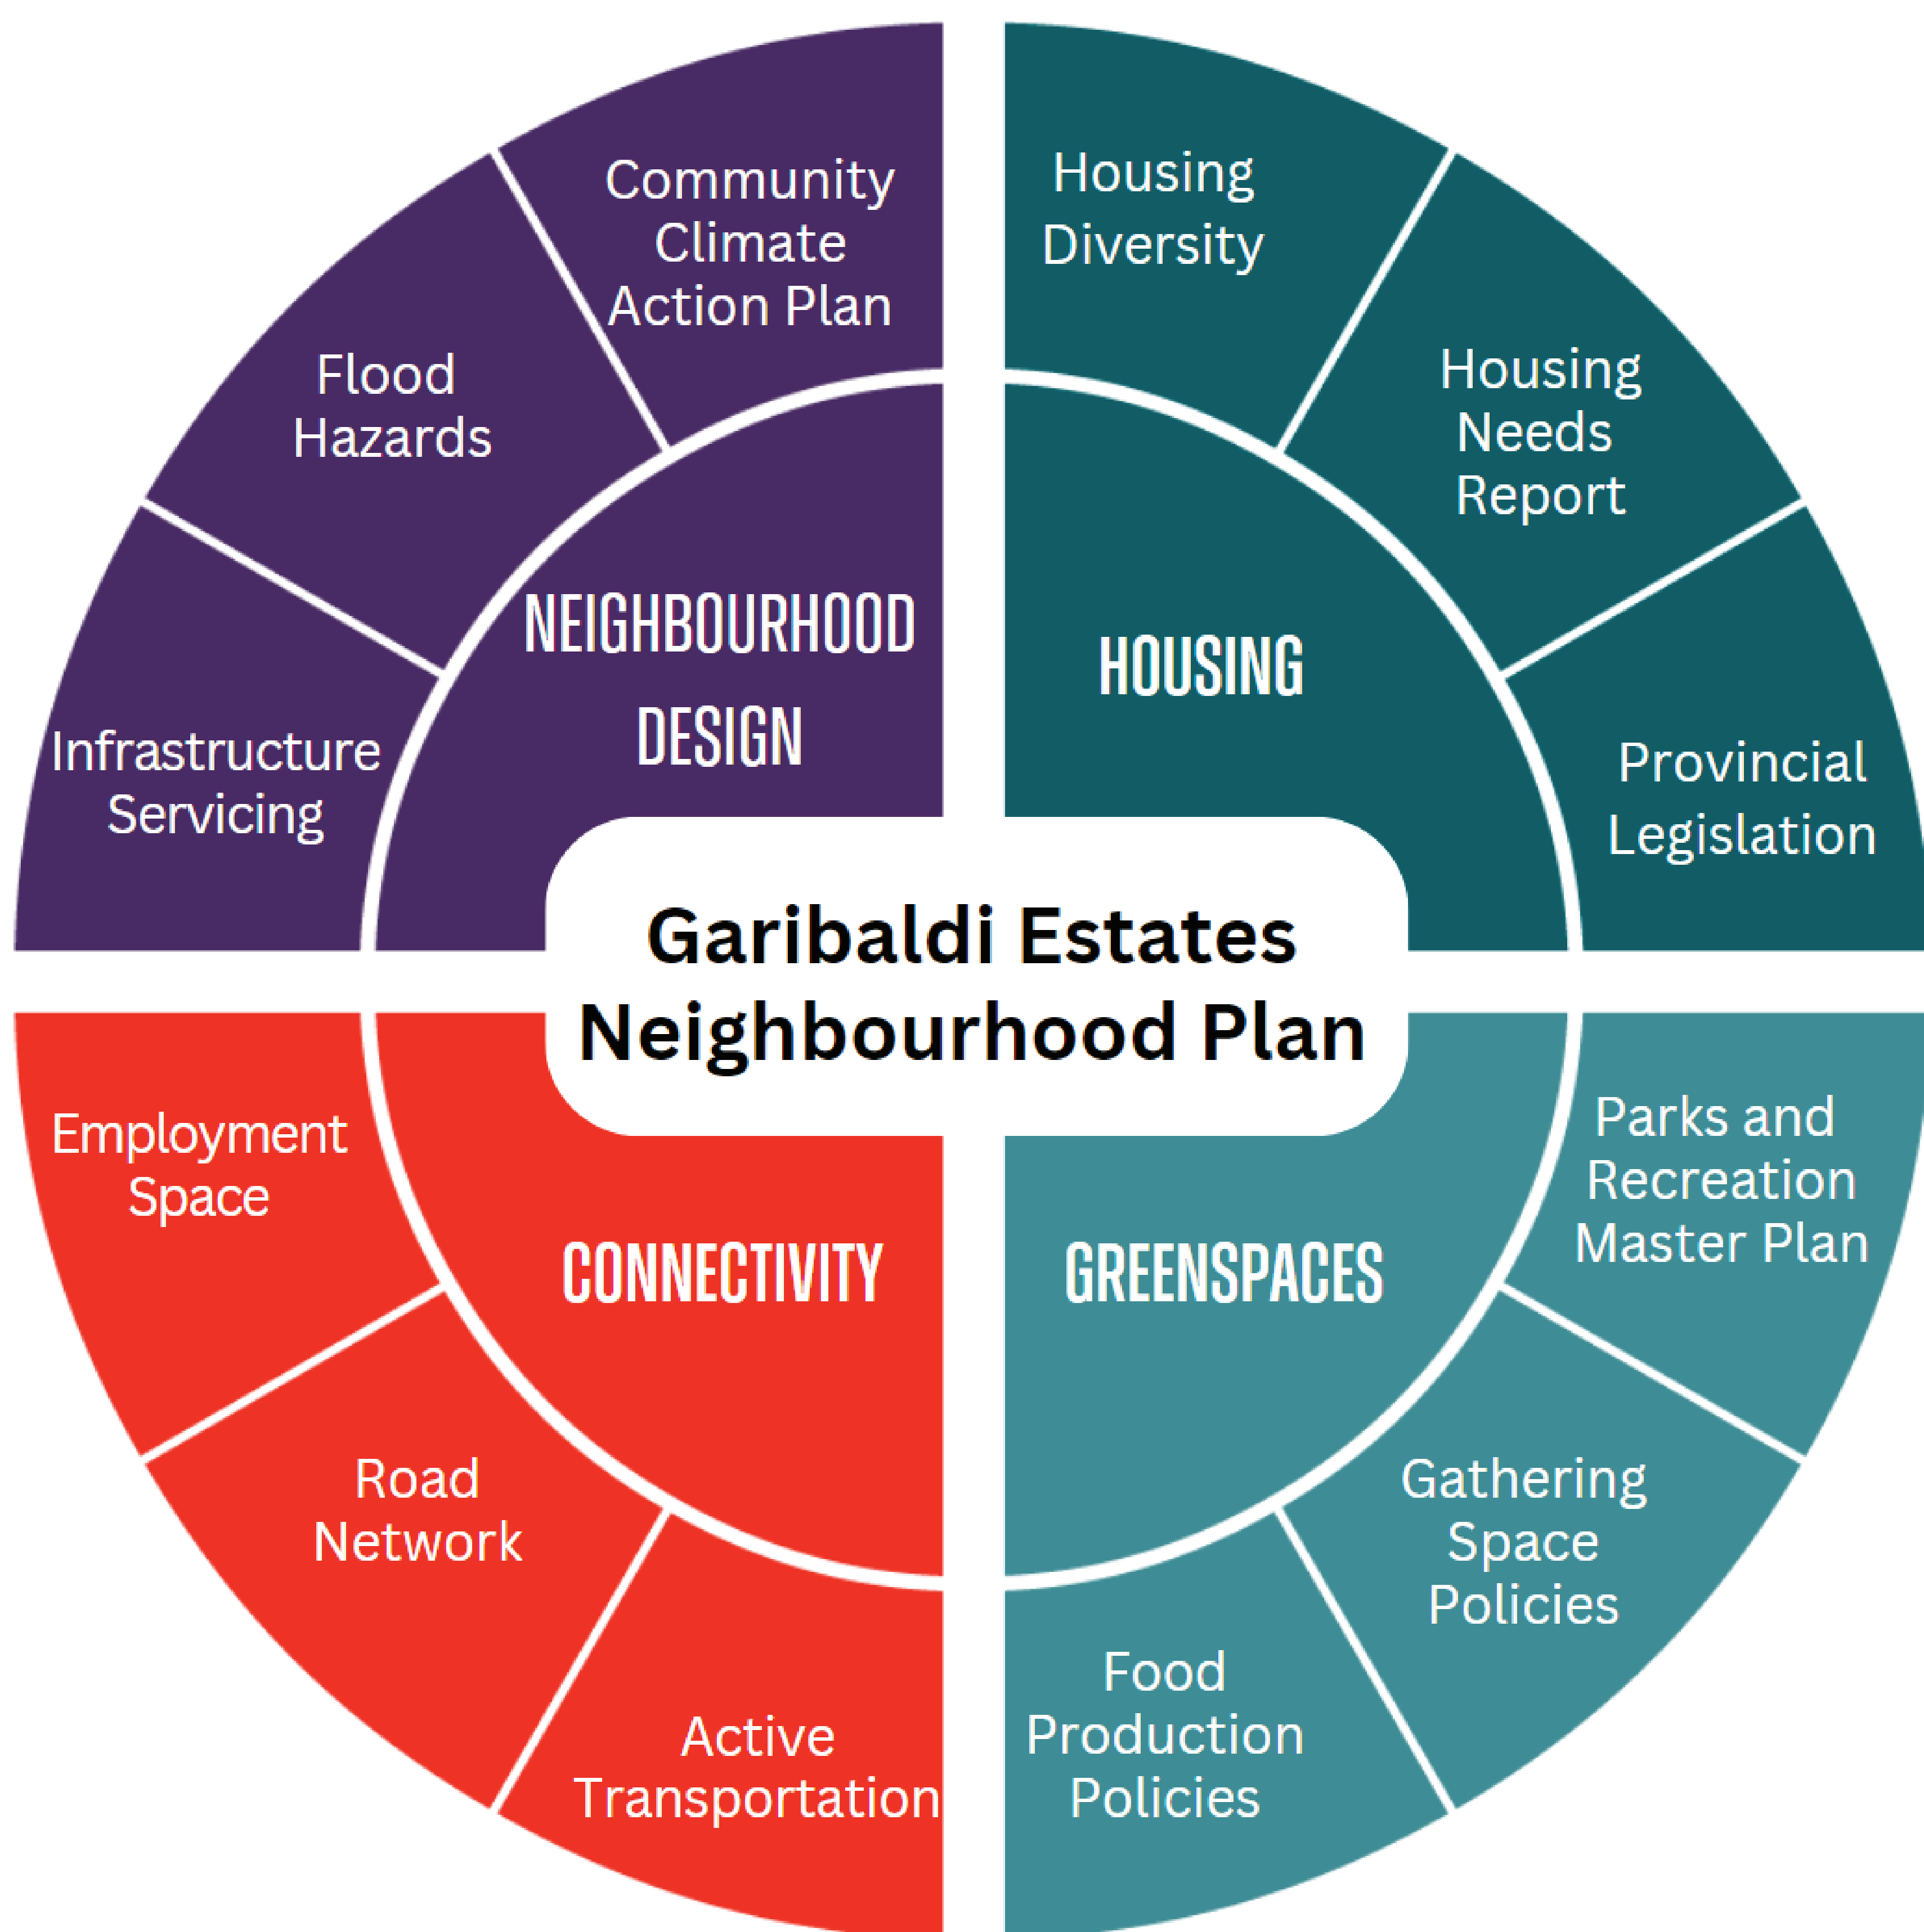 Community
Climate
Action Plan
Flood
Hazards
Infrastructure
Servicing
NEIGHBOURHOOD
DESIGN
Housing
Diversity
Housing
Needs
Report
Provincial
Legislation
HOUSING
Garibaldi Estates
Neighbourhood Plan
Employment
Space
Road
Network
Active
Transportation
CONNECTIVITY
GREENSPACES
Parks and
Recreation
Master Plan
Gathering
Space
Policies
Food
Production
Policies